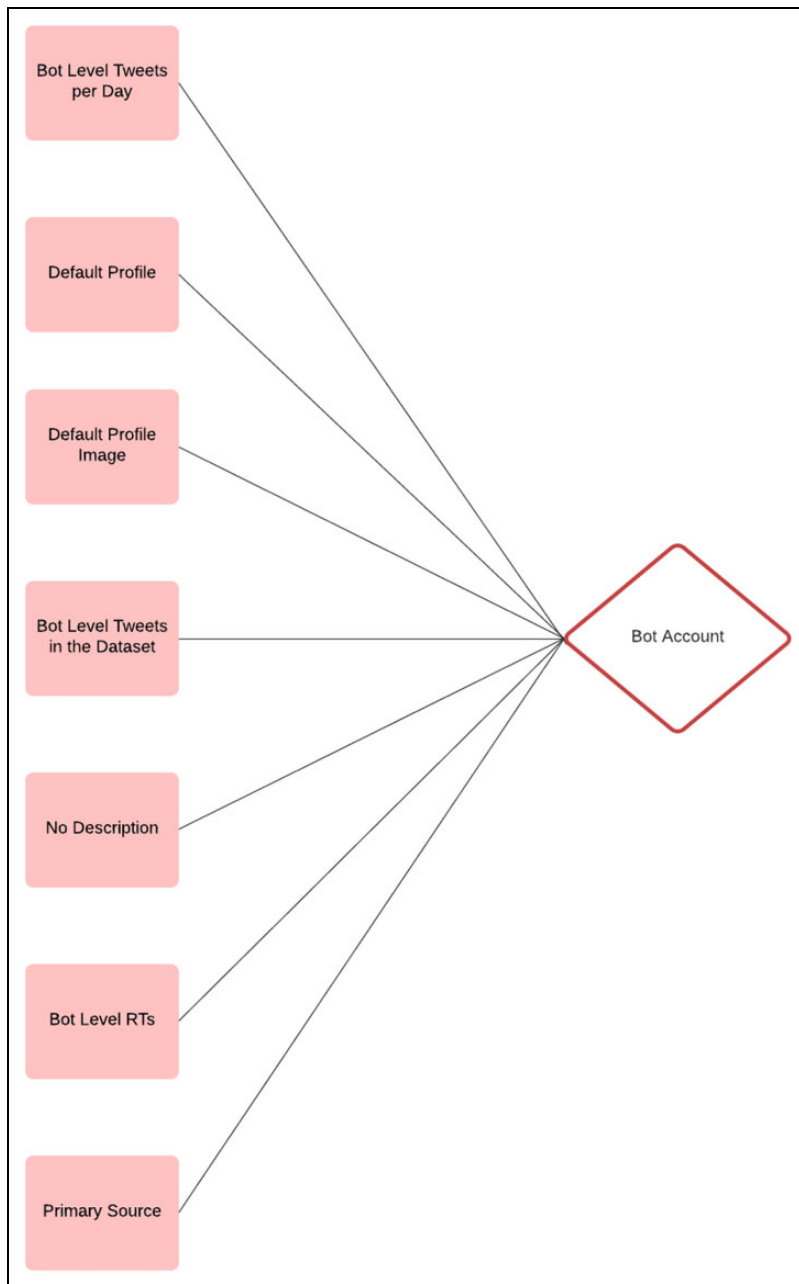 Bot Level Tweets
per Day
Default Profile
Default Profile
Image
Bot Level Tweets
in the Dataset
Bot Account
No Description
Bot Level RTs
Primary Source